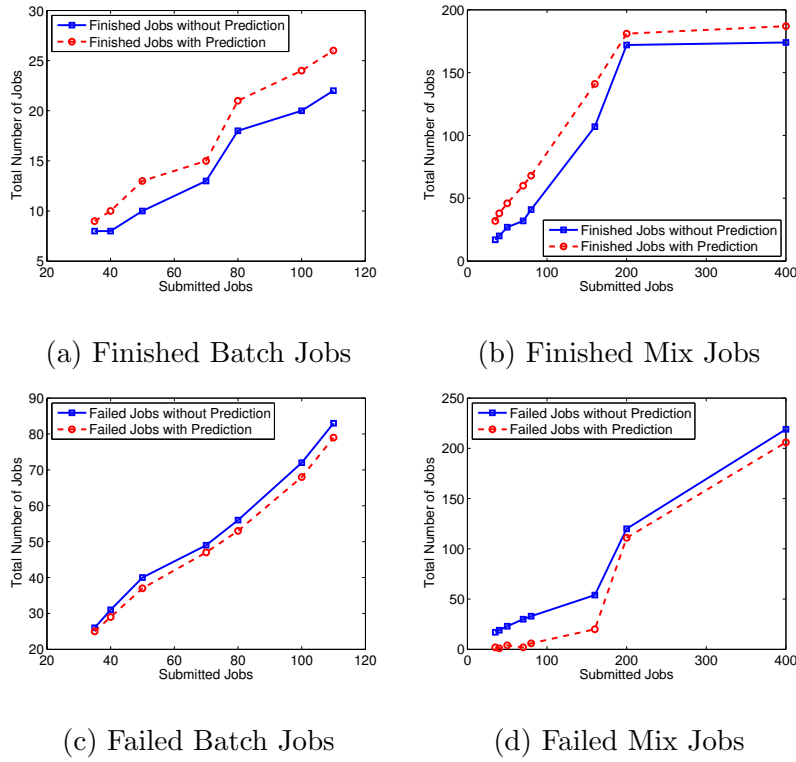 30
25
20
15
10
5
20
40
60
80
100
120
Total Number of Jobs
Submitted Jobs
Finished Jobs without Prediction
Finished Jobs with Prediction
(a) Finished Batch Jobs
200
150
100
50
0
0
100
200
300
400
Total Number of Jobs
Submitted Jobs
Finished Jobs without Prediction
Finished Jobs with Prediction
(b) Finished Mix Jobs
90
80
70
60
50
40
30
20
20
40
60
80
100
120
Total Number of Jobs
Submitted Jobs
Failed Jobs without Prediction
Failed Jobs with Prediction
(c) Failed Batch Jobs
250
200
150
100
50
0
0
100
200
300
400
Total Number of Jobs
Submitted Jobs
Failed Jobs without Prediction
Failed Jobs with Prediction
(d) Failed Mix Jobs